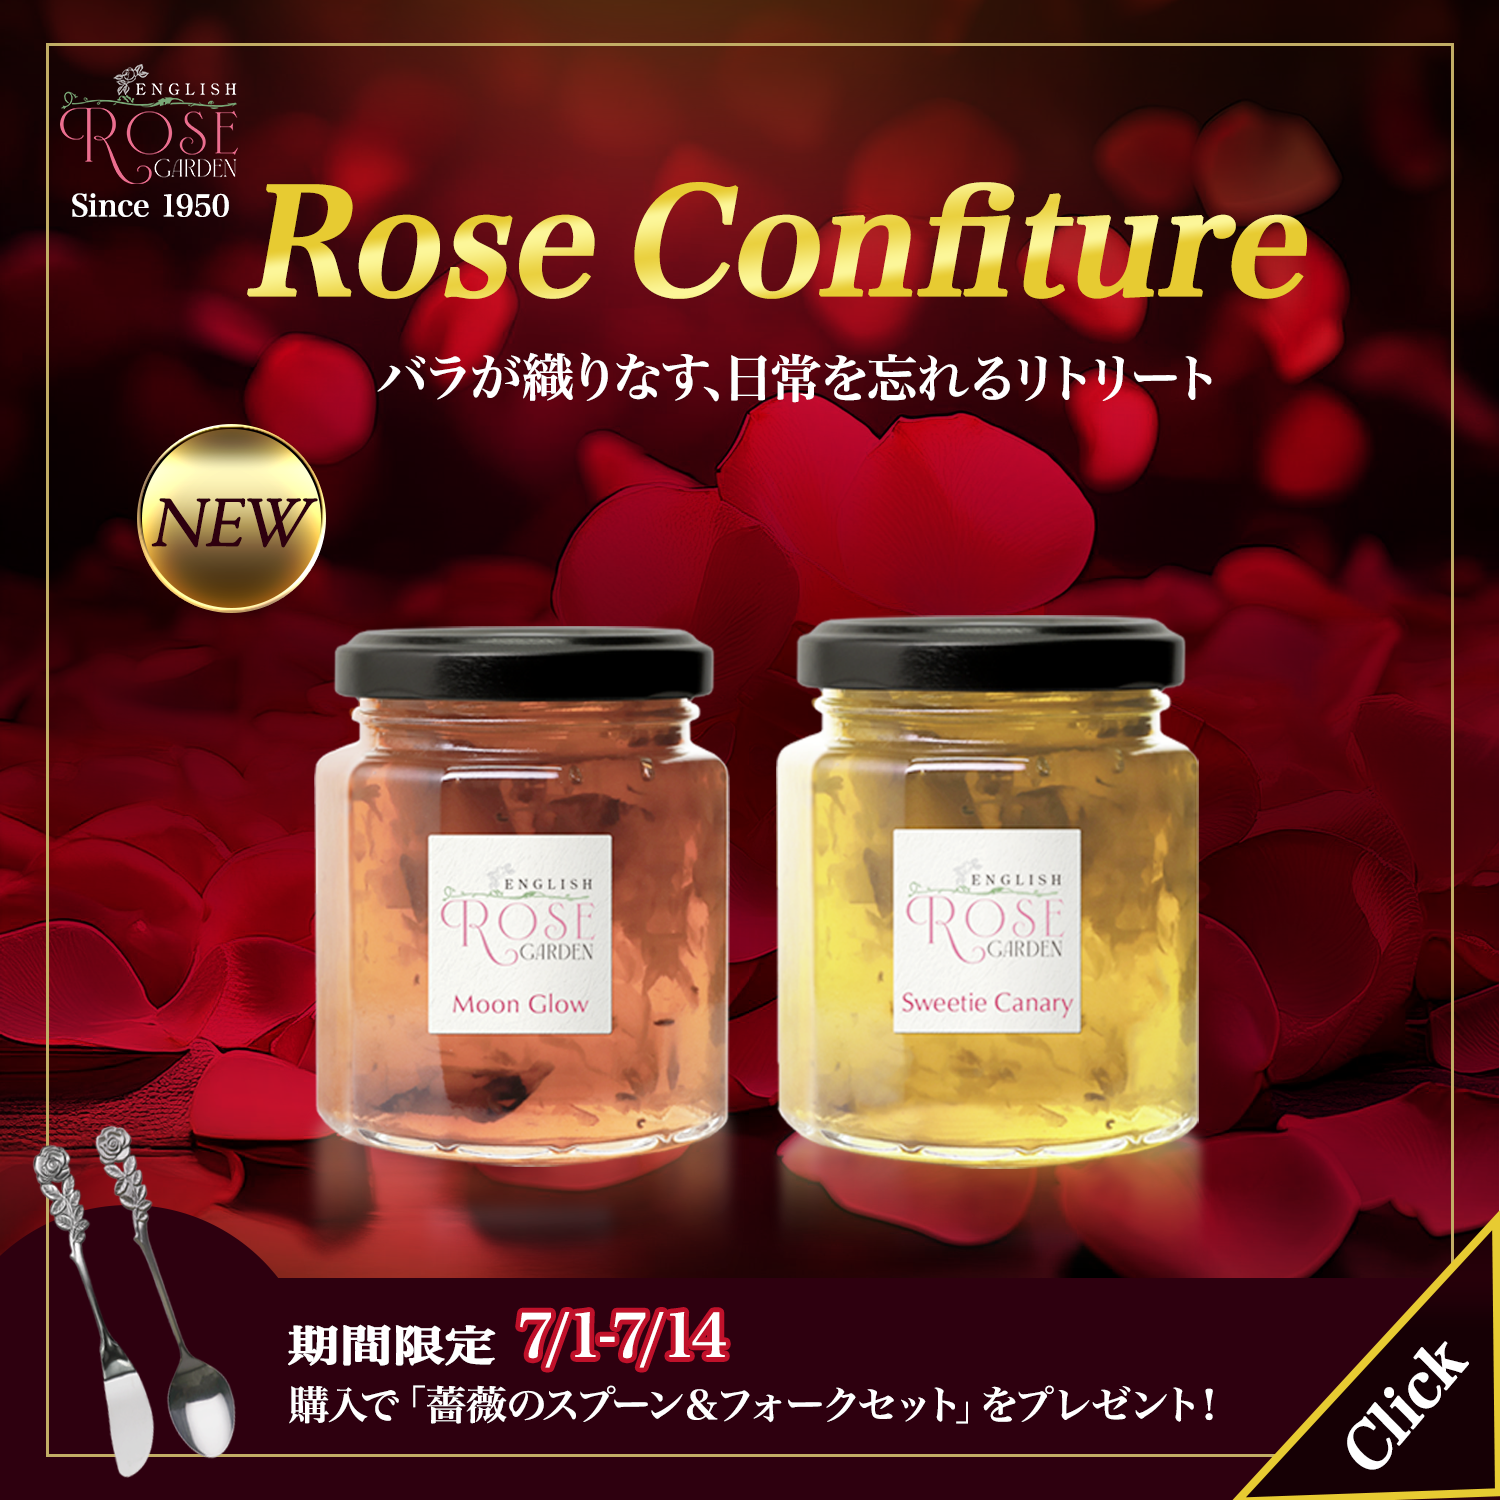 ENGLISH
ROSE
GARDEN
Since 1950
Rose Confiture
バラが織りなす、日常を忘れるリトリート
NEW
ENGLISH
ROSE
GARDEN
Moon Glow
ENGLISH
ROSE
GARDEN
Sweetie Canary
期間限定 7/1-7/14
購入で「薔薇のスプーン&フォークセット」をプレゼント!
Click